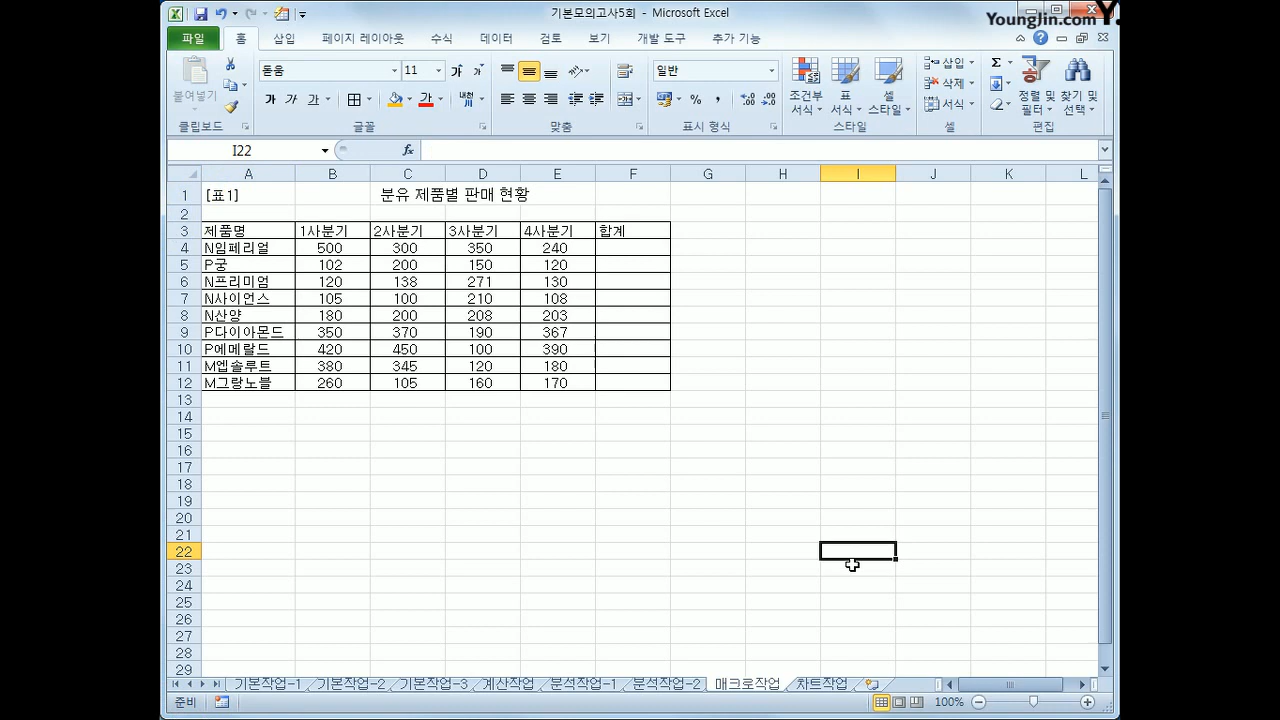 기본모의고사5회 - Microsoft Excel
YoungJin.com Y.
파일 홈 삽입 페이지 레이아웃 수식 데이터 검토 보기 개발 도구 추가 기능
붙여넣기
돋움 11
가 가 가
일반
조건부 서식 표 서식 셀 스타일
삽입
삭제
서식
정렬 및 필터 찾기 및 선택
클립보드 글꼴 맞춤 표시 형식 스타일 셀 편집
I22 fx
A B C D E F G H I J K L
1 [표1] 분유 제품별 판매 현황
2
3 제품명 1사분기 2사분기 3사분기 4사분기 합계
4 N임페리얼 500 300 350 240
5 P궁 102 200 150 120
6 N프리미엄 120 138 271 130
7 N사이언스 105 100 210 108
8 N산양 180 200 208 203
9 P다이아몬드 350 370 190 367
10 P에메랄드 420 450 100 390
11 M엡솔루트 380 345 120 180
12 M그랑노블 260 105 160 170
13
14
15
16
17
18
19
20
21
22
23
24
25
26
27
28
29
기본작업-1 기본작업-2 기본작업-3 계산작업 분석작업-1 분석작업-2 매크로작업 차트작업
준비 100%